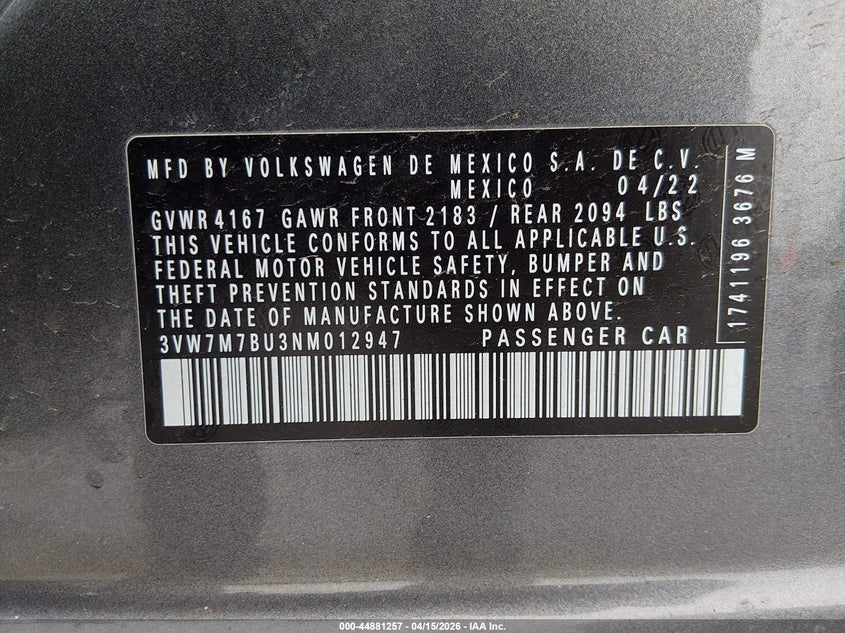 MFD BY VOLKSWAGEN DE MEXICO S.A. DE C.V.
MEXICO 04/22
GVWR 4167 GAWR FRONT 2183 / REAR 2094 LBS
THIS VEHICLE CONFORMS TO ALL APPLICABLE U.S.
FEDERAL MOTOR VEHICLE SAFETY, BUMPER AND
THEFT PREVENTION STANDARDS IN EFFECT ON
THE DATE OF MANUFACTURE SHOWN ABOVE.
3VW7M7BU3NM012947 PASSENGER CAR
1741196 3676 M
000-44881257 - 04/15/2026 - IAA Inc.